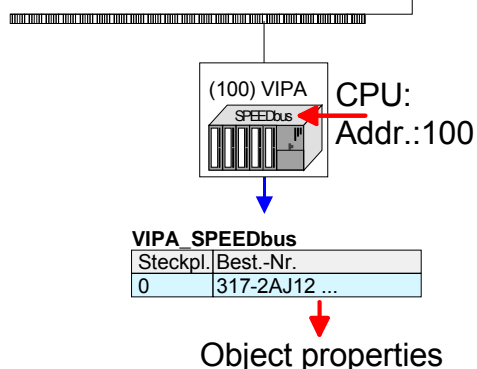 (100) VIPA
SPEEDbus
CPU:
Addr.:100
VIPA_SPEEDbus
Steckpl. Best.-Nr.
0 317-2AJ12 ...
Object properties